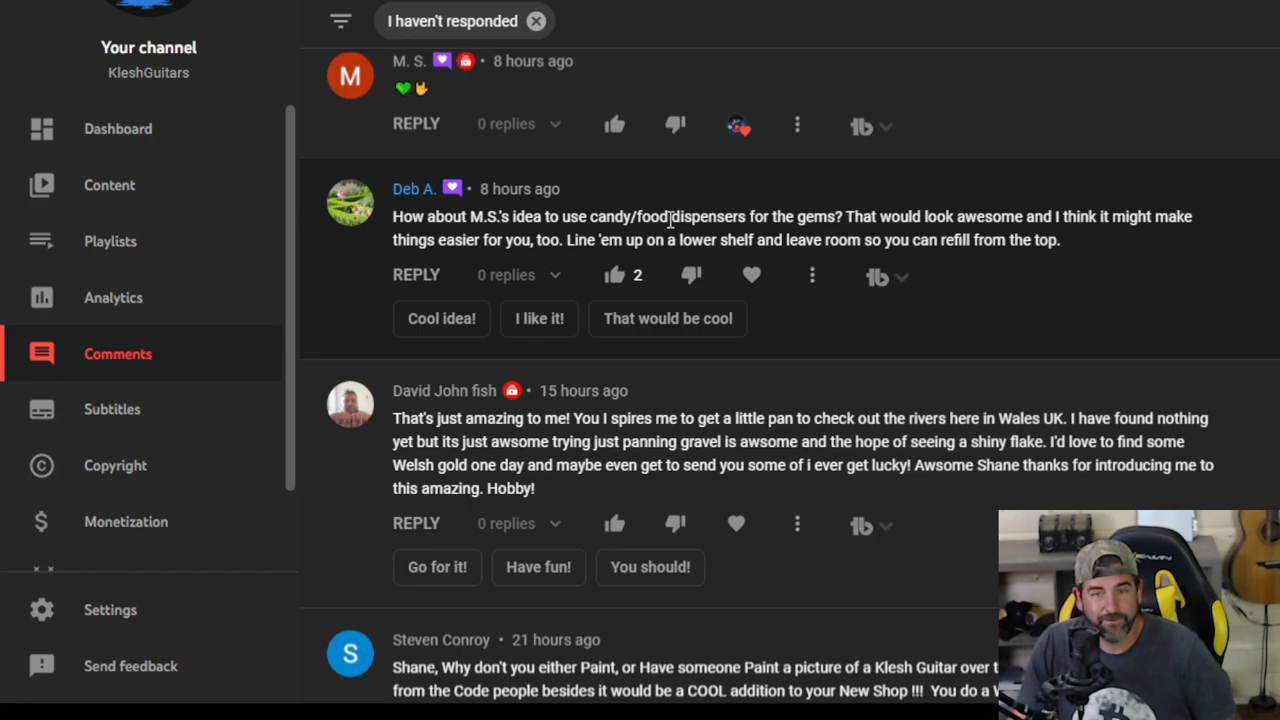 I haven't responded
Your channel
KleshGuitars
Dashboard
Content
Playlists
Analytics
Comments
Subtitles
Copyright
Monetization
Settings
Send feedback
M. S. • 8 hours ago
💚🤘
REPLY 0 replies
Deb A. • 8 hours ago
How about M.S.'s idea to use candy/food dispensers for the gems? That would look awesome and I think it might make
things easier for you, too. Line 'em up on a lower shelf and leave room so you can refill from the top.
REPLY 0 replies 2
Cool idea! I like it! That would be cool
David John fish • 15 hours ago
That's just amazing to me! You I spires me to get a little pan to check out the rivers here in Wales UK. I have found nothing
yet but its just awsome trying just panning gravel is awsome and the hope of seeing a shiny flake. I'd love to find some
Welsh gold one day and maybe even get to send you some of i ever get lucky! Awsome Shane thanks for introducing me to
this amazing. Hobby!
REPLY 0 replies
Go for it! Have fun! You should!
Steven Conroy • 21 hours ago
Shane, Why don't you either Paint, or Have someone Paint a picture of a Klesh Guitar over
from the Code people besides it would be a COOL addition to your New Shop !!! You do a